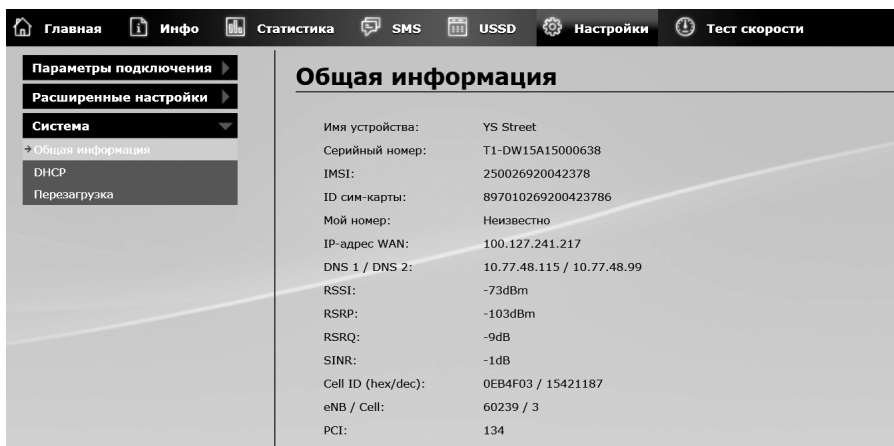 Главная Инфо Статистика SMS USSD Настройки Тест скорости
Параметры подключения
Расширенные настройки
Система
Общая информация
DHCP
Перезагрузка
Общая информация
Имя устройства: YS Street
Серийный номер: T1-DW15A15000638
IMSI: 250026920042378
ID сим-карты: 897010269200423786
Мой номер: Неизвестно
IP-адрес WAN: 100.127.241.217
DNS 1 / DNS 2: 10.77.48.115 / 10.77.48.99
RSSI: -73dBm
RSRP: -103dBm
RSRQ: -9dB
SINR: -1dB
Cell ID (hex/dec): 0EB4F03 / 15421187
eNB / Cell: 60239 / 3
PCI: 134